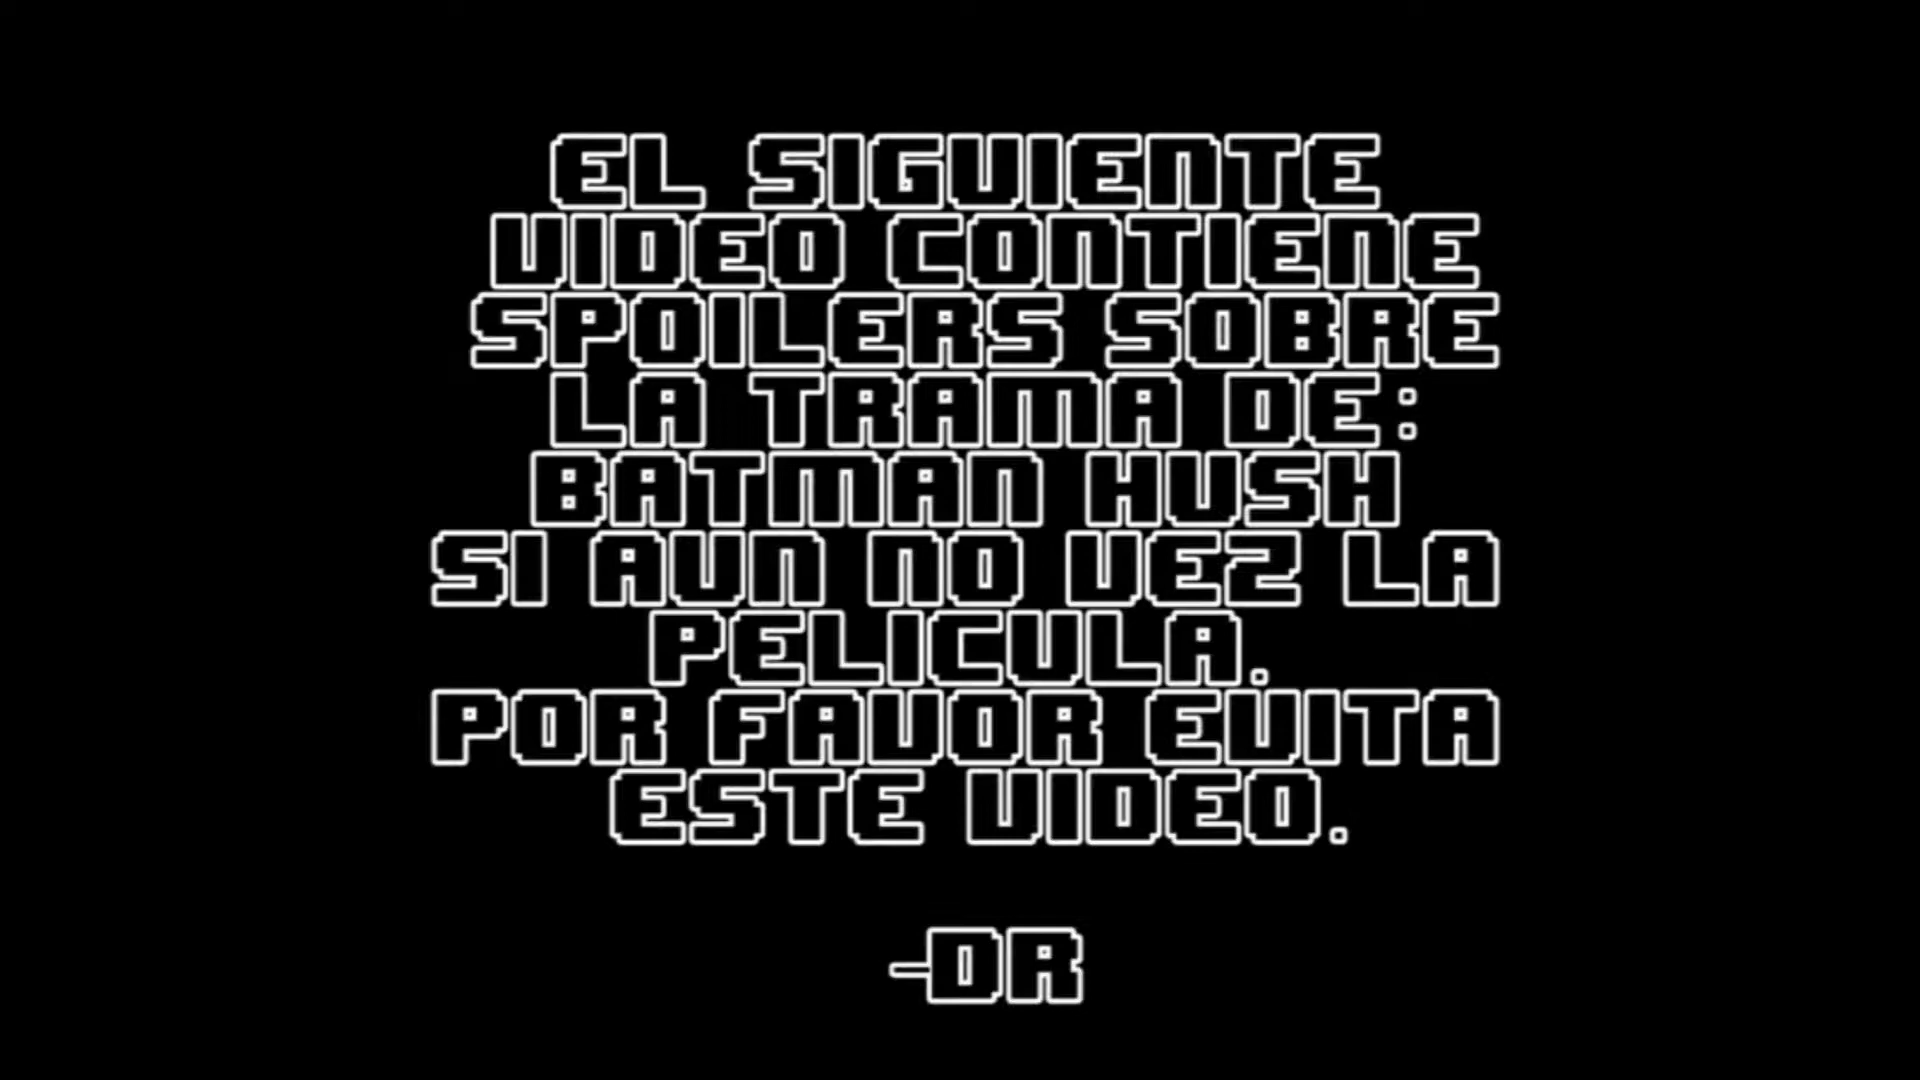 EL SIGUIENTE
VIDEO CONTIENE
SPOILERS SOBRE
LA TRAMA DE:
BATMAN HUSH
SI AUN NO VEZ LA
PELICULA.
POR FAVOR EVITA
ESTE VIDEO.
-DR